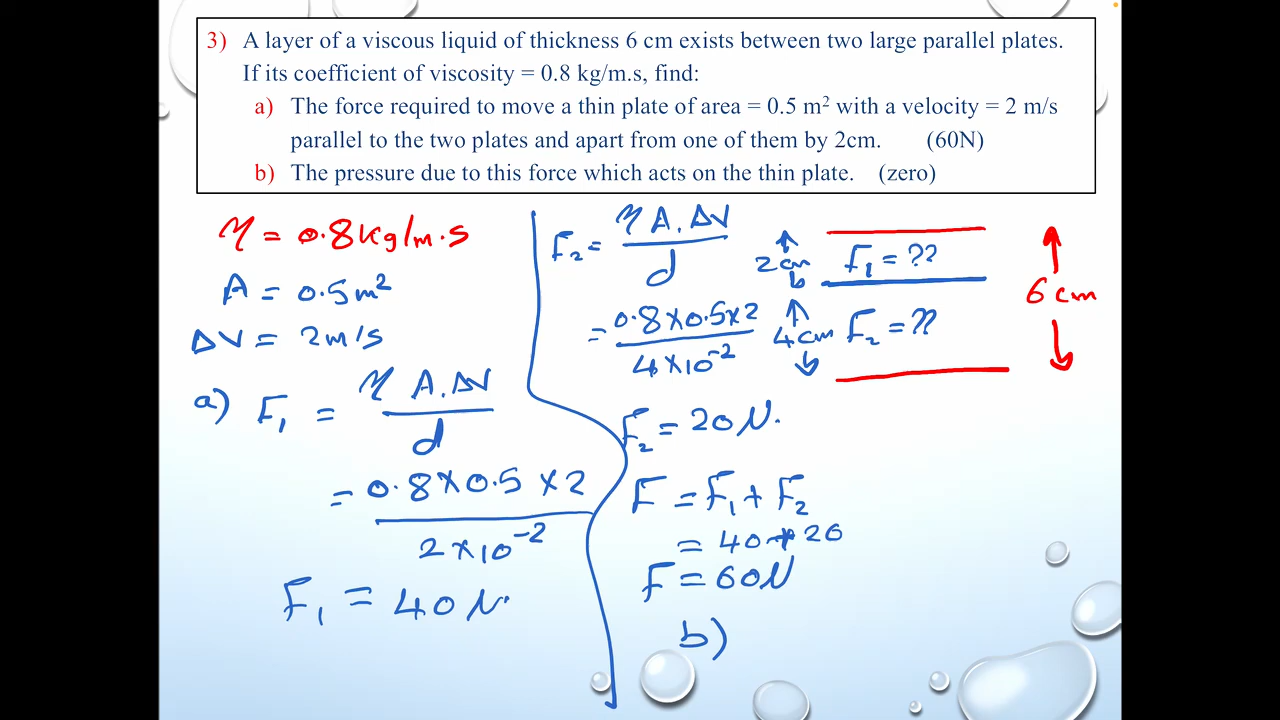 3) A layer of a viscous liquid of thickness 6 cm exists between two large parallel plates.
If its coefficient of viscosity = 0.8 kg/m.s, find:
a) The force required to move a thin plate of area = 0.5 m² with a velocity = 2 m/s
parallel to the two plates and apart from one of them by 2cm. (60N)
b) The pressure due to this force which acts on the thin plate. (zero)
η = 0.8 kg/m.s
A = 0.5 m²
ΔV = 2 m/s
a) F₁ = η A. ΔV
d
= 0.8 × 0.5 × 2
2 × 10⁻²
F₁ = 40 N.
F₂ = η A. ΔV
d
= 0.8 × 0.5 × 2
4 × 10⁻²
F₂ = 20 N.
F = F₁ + F₂
= 40 + 20
F = 60 N
b)
2 cm
F₁ = ??
4 cm
F₂ = ??
6 cm